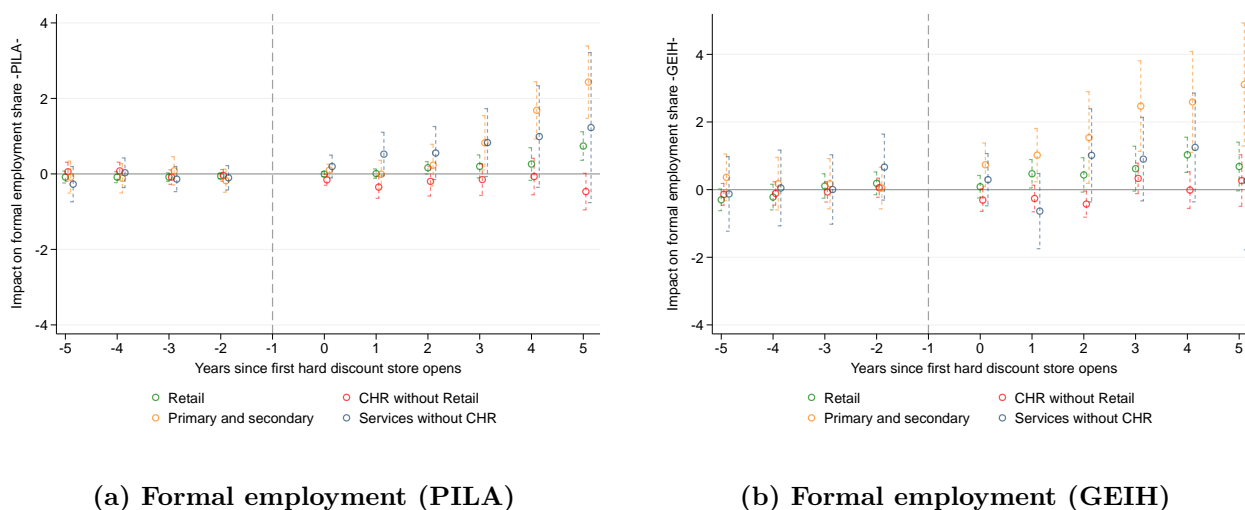 Impact on formal employment share -PILA-
4
2
0
-2
-4
-5 -4 -3 -2 -1 0 1 2 3 4 5
Years since first hard discount store opens
Retail CHR without Retail
Primary and secondary Services without CHR
(a) Formal employment (PILA)
Impact on formal employment share -GEIH-
4
2
0
-2
-4
-5 -4 -3 -2 -1 0 1 2 3 4 5
Years since first hard discount store opens
Retail CHR without Retail
Primary and secondary Services without CHR
(b) Formal employment (GEIH)